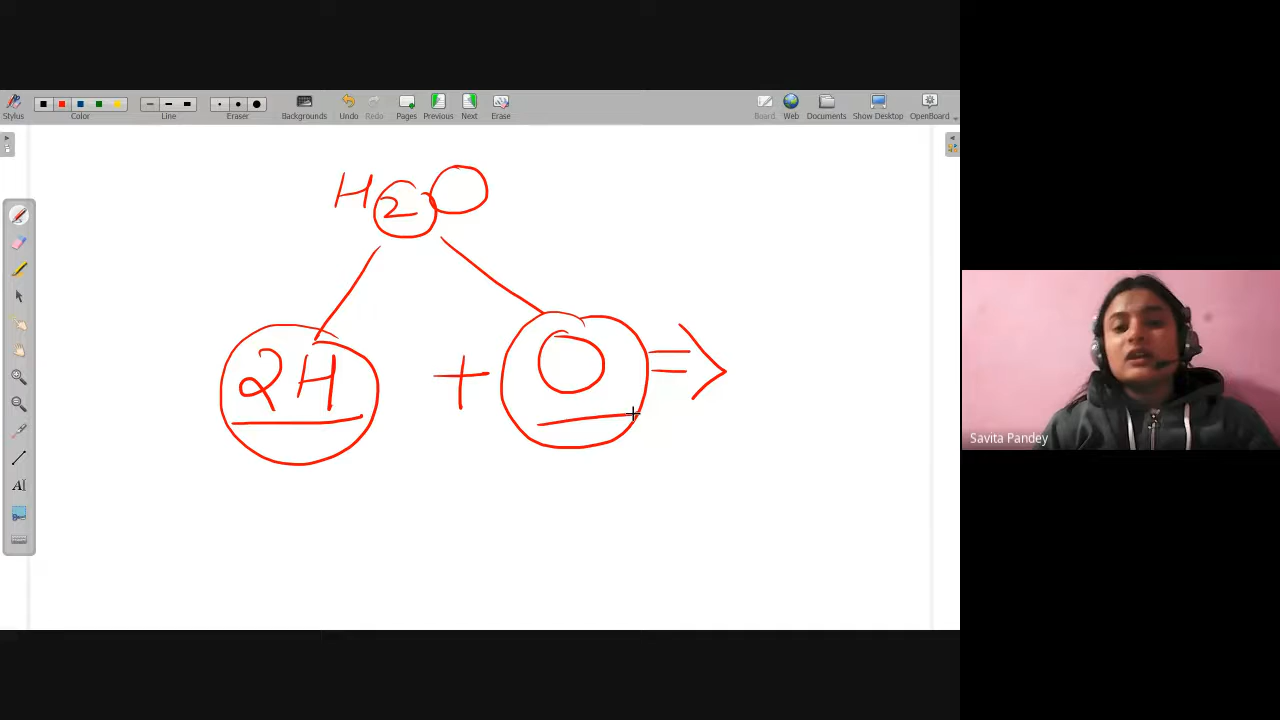 Stylus Color Line Eraser Backgrounds Undo Redo Pages Previous Next Erase Board Web Documents Show Desktop OpenBoard
H2O
2H + O ⇒
Savita Pandey